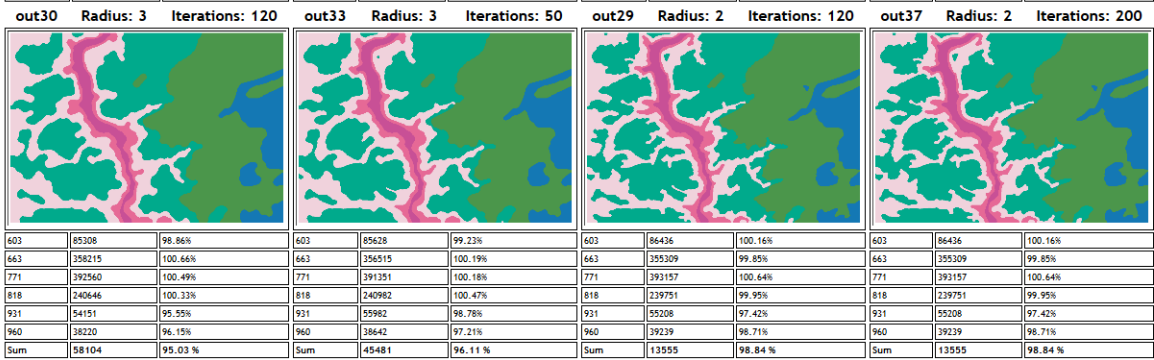 out30 Radius: 3 Iterations: 120 out33 Radius: 3 Iterations: 50 out29 Radius: 2 Iterations: 120 out37 Radius: 2 Iterations: 200
603 85308 98.86% 603 85628 99.23% 603 86436 100.16% 603 86436 100.16%
663 358215 100.66% 663 356515 100.19% 663 355309 99.85% 663 355309 99.85%
771 392560 100.49% 771 391351 100.18% 771 393157 100.64% 771 393157 100.64%
818 240646 100.33% 818 240982 100.47% 818 239751 99.95% 818 239751 99.95%
931 54151 95.55% 931 55982 98.78% 931 55208 97.42% 931 55208 97.42%
960 38220 96.15% 960 38642 97.21% 960 39239 98.71% 960 39239 98.71%
Sum 58104 95.03 % Sum 45481 96.11 % Sum 13555 98.84 % Sum 13555 98.84 %